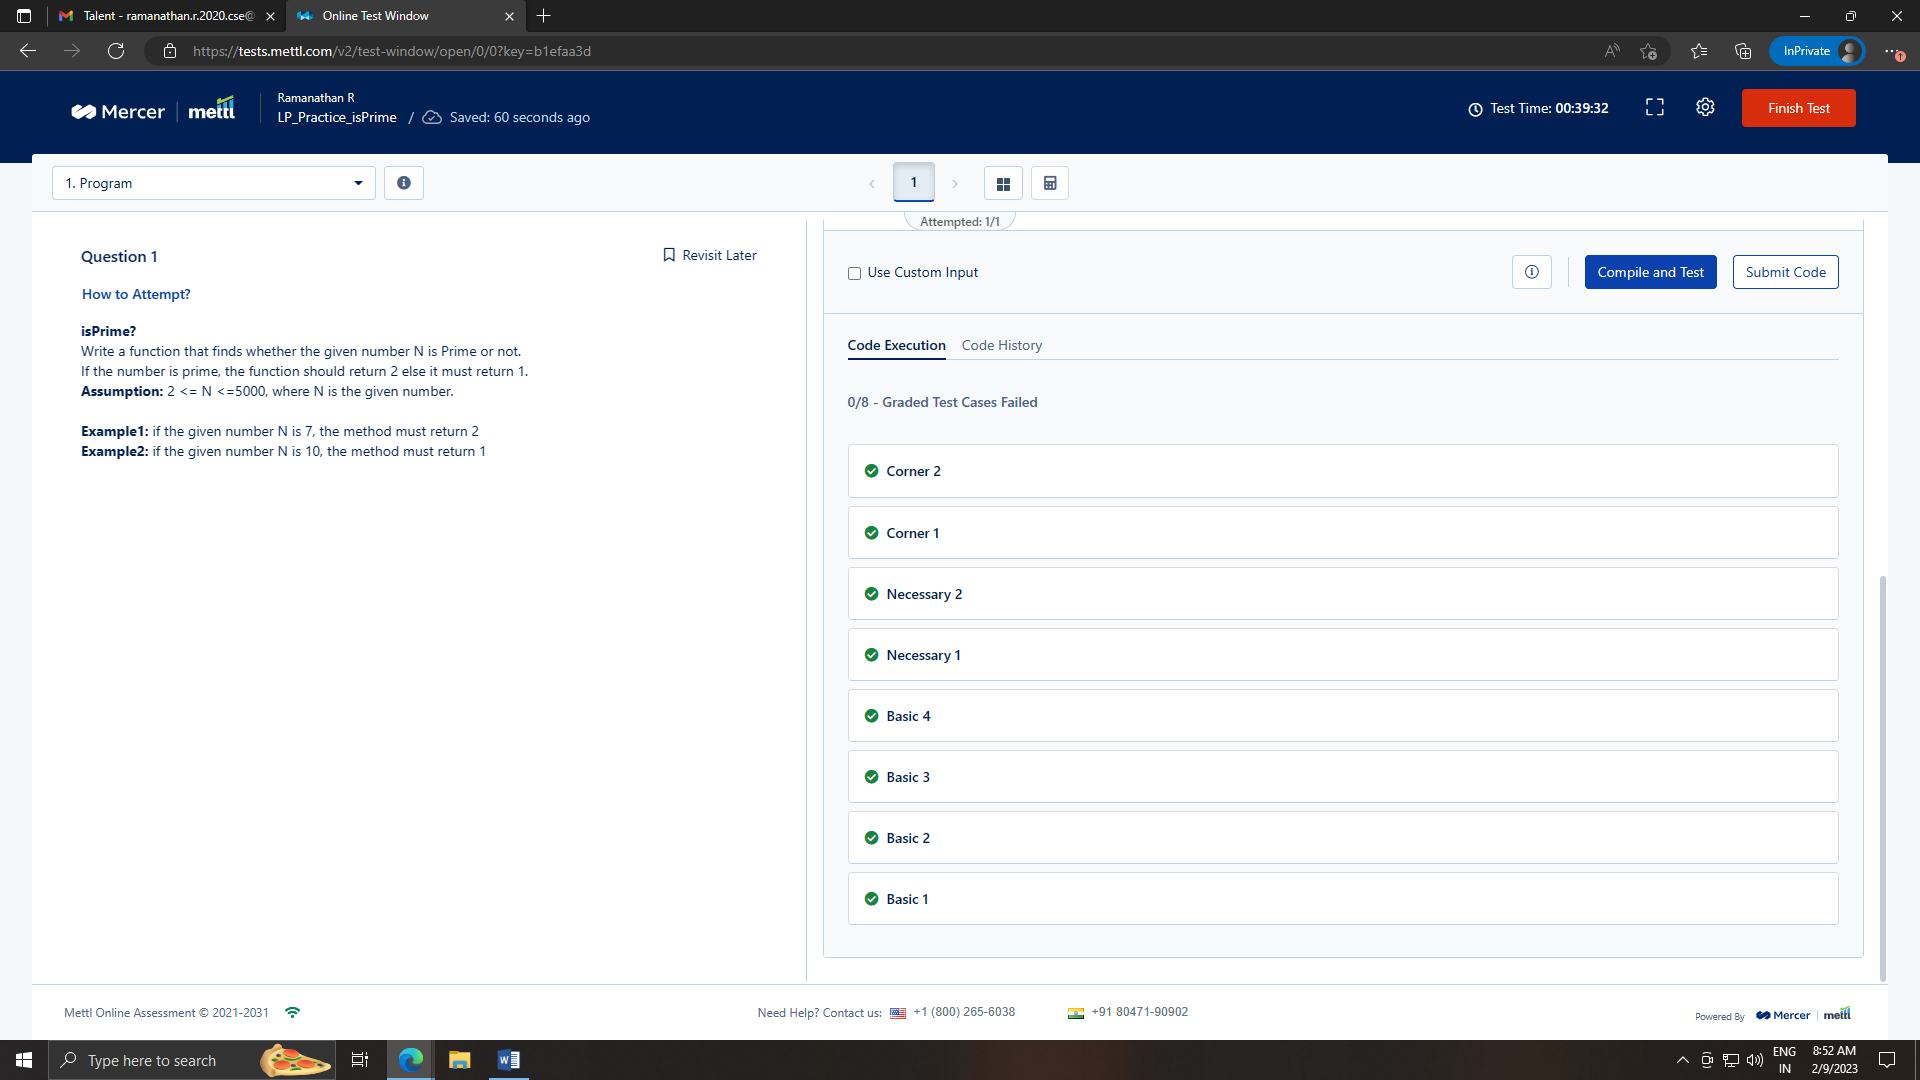 Talent - ramanathan.r.2020.cse@
Online Test Window
https://tests.mettl.com/v2/test-window/open/0/0?key=b1efaa3d
InPrivate
Mercer | mettl
Ramanathan R
LP_Practice_isPrime / Saved: 60 seconds ago
Test Time: 00:39:32
Finish Test
1. Program
1
Attempted: 1/1
Question 1
Revisit Later
How to Attempt?
isPrime?
Write a function that finds whether the given number N is Prime or not.
If the number is prime, the function should return 2 else it must return 1.
Assumption: 2 <= N <=5000, where N is the given number.
Example1: if the given number N is 7, the method must return 2
Example2: if the given number N is 10, the method must return 1
Use Custom Input
Compile and Test
Submit Code
Code Execution
Code History
0/8 - Graded Test Cases Failed
Corner 2
Corner 1
Necessary 2
Necessary 1
Basic 4
Basic 3
Basic 2
Basic 1
Mettl Online Assessment © 2021-2031
Need Help? Contact us: +1 (800) 265-6038
+91 80471-90902
Powered By Mercer | mettl
Type here to search
ENG
IN
8:52 AM
2/9/2023